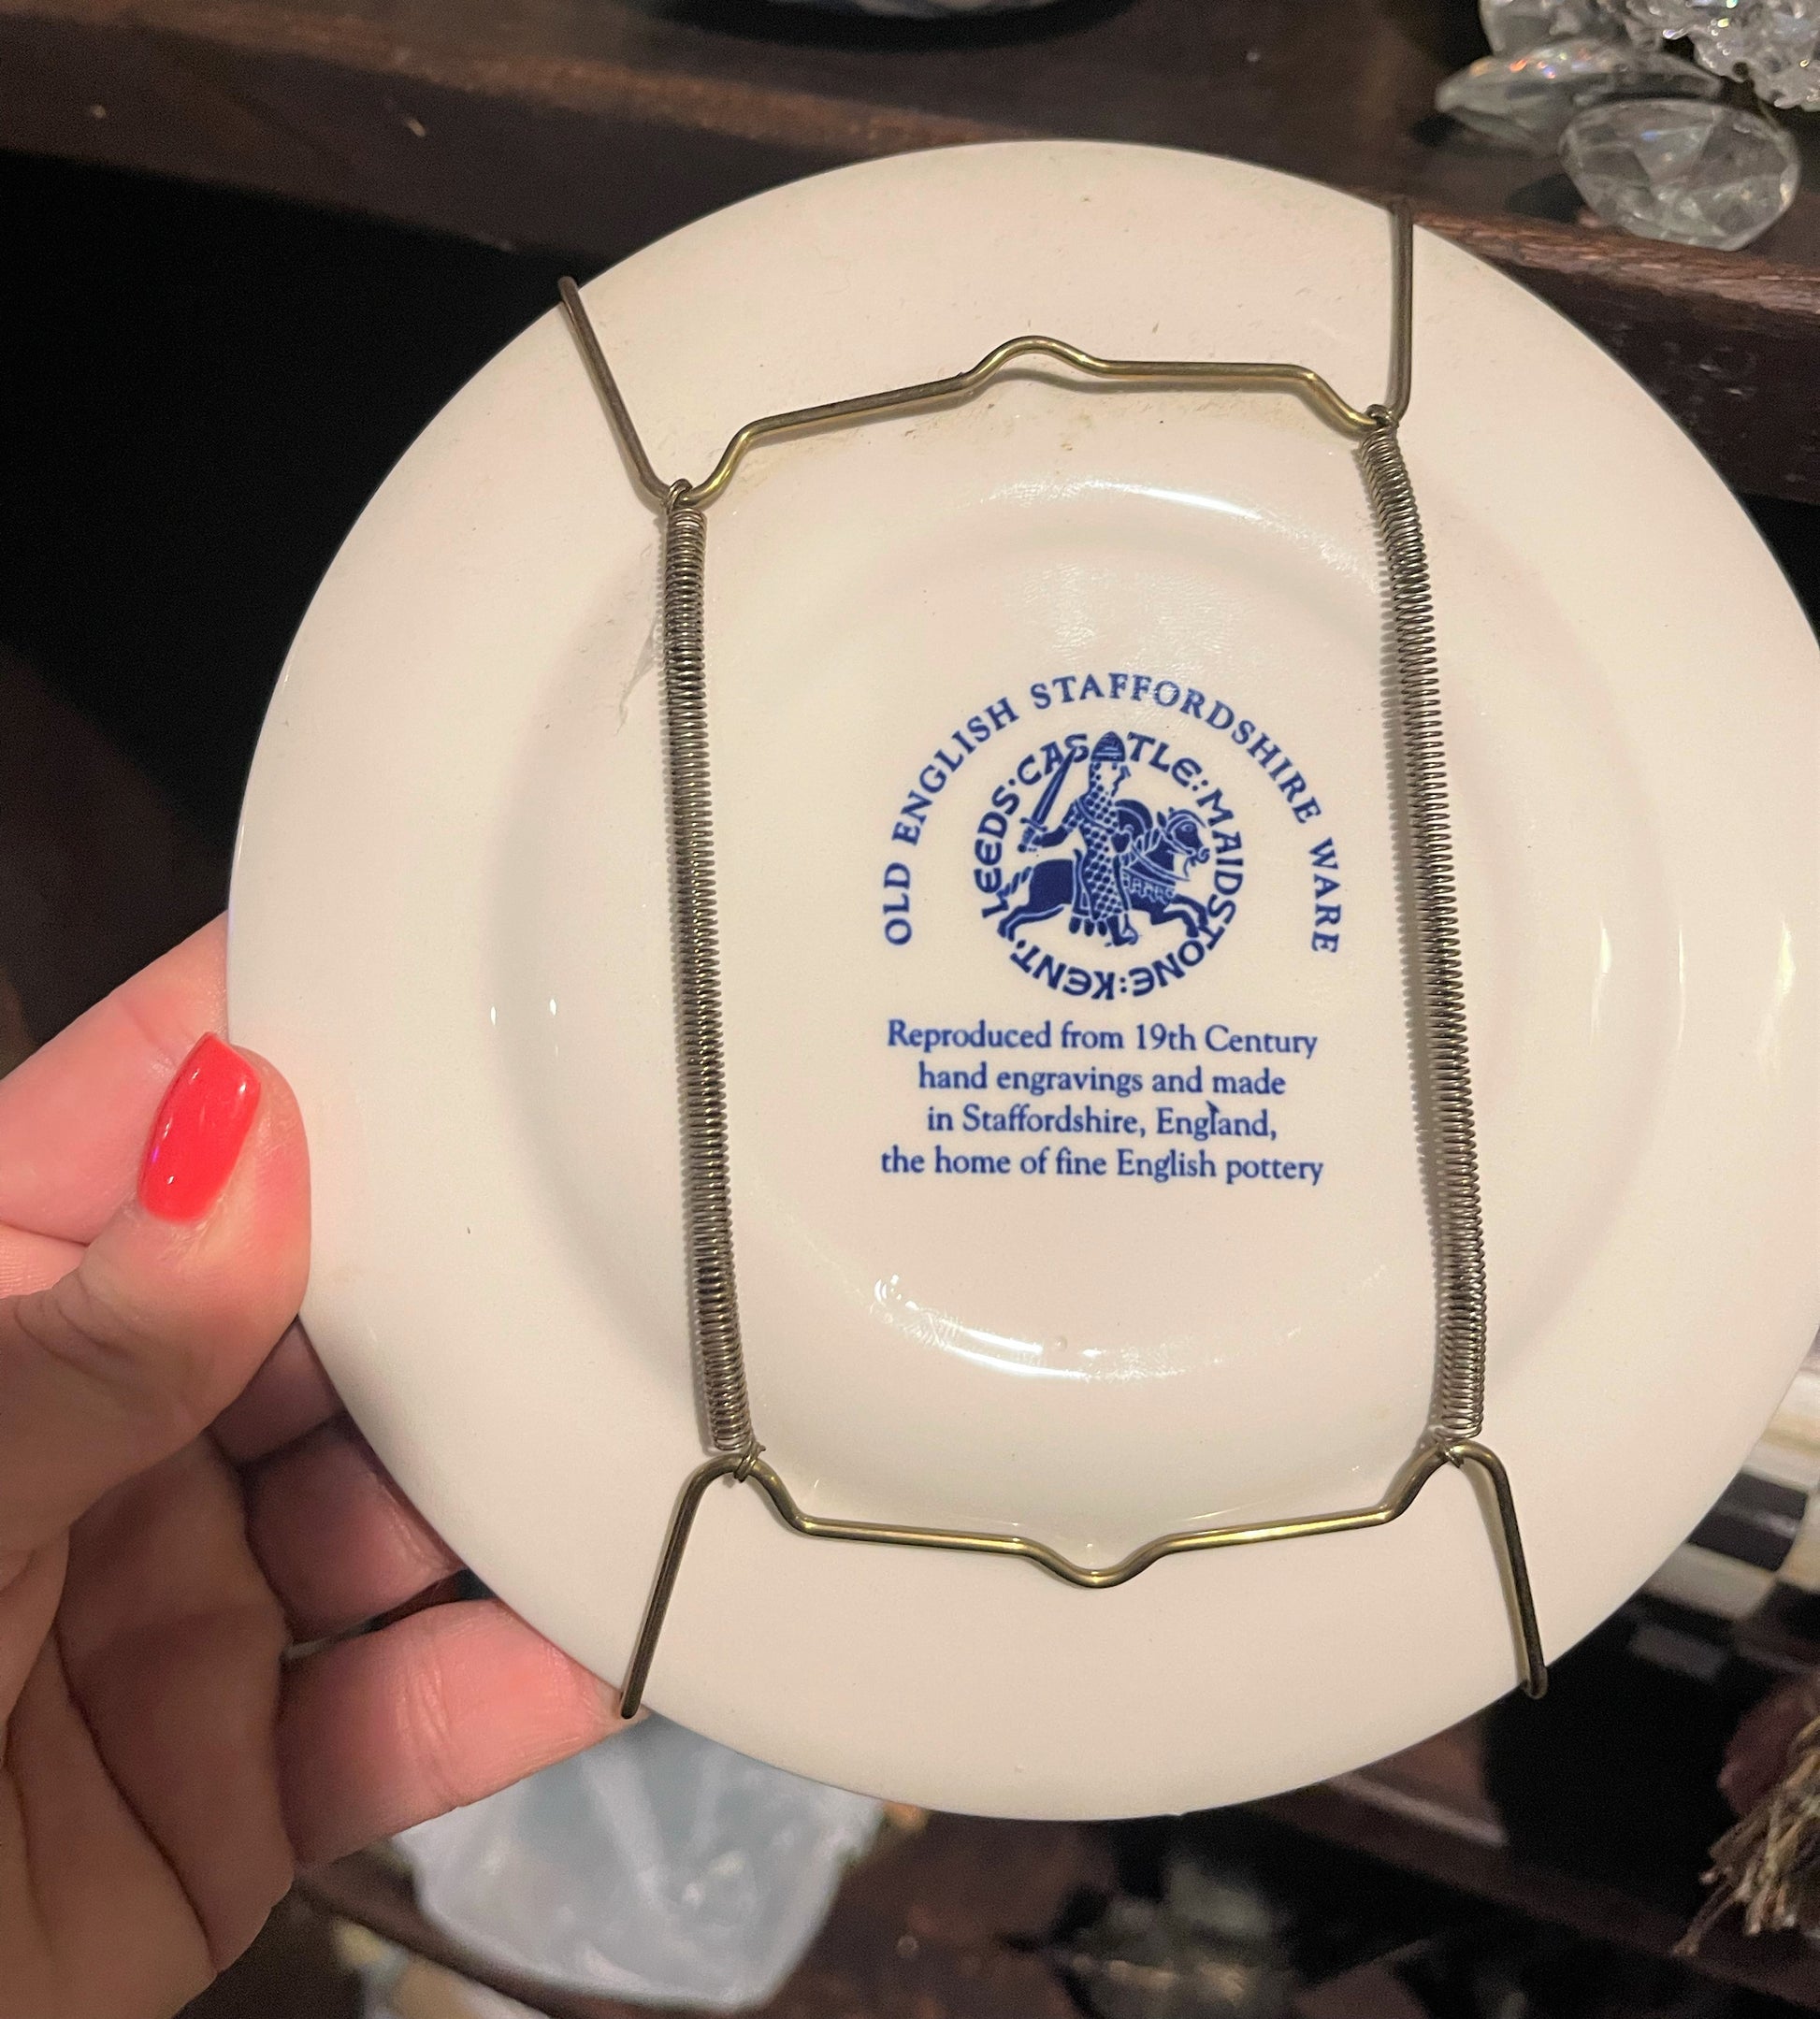 OLD ENGLISH STAFFORDSHIRE WARE
LEEDS·CASTLE:MAIDSTONE:KENT·
Reproduced from 19th Century
hand engravings and made
in Staffordshire, England,
the home of fine English pottery